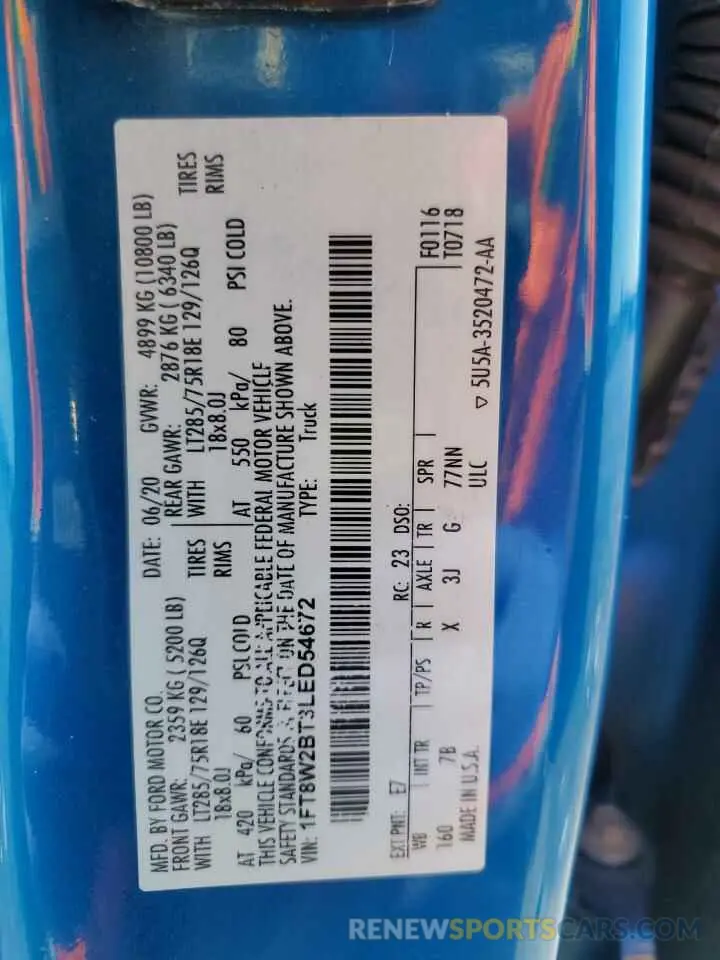 MFD. BY FORD MOTOR CO.
DATE: 06/20 GVWR: 4899 KG (10800 LB)
FRONT GAWR: 2359 KG ( 5200 LB)
REAR GAWR: 2876 KG ( 6340 LB)
WITH LT285/75R18E 129/126Q TIRES
WITH LT285/75R18E 129/126Q TIRES
18x8.0J RIMS
18x8.0J RIMS
AT 420 kPa/ 60 PSI COLD
AT 550 kPa/ 80 PSI COLD
THIS VEHICLE CONFORMS TO ALL APPLICABLE FEDERAL MOTOR VEHICLE
SAFETY STANDARDS IN EFFECT ON THE DATE OF MANUFACTURE SHOWN ABOVE.
VIN: 1FT8W2BT3LED54672 TYPE: Truck
EXT PNT: E7 RC: 23 DSO:
WB INT TR TP/PS R AXLE TR SPR F0116
160 7B X 3J G 77NN T0718
MADE IN U.S.A. ULC ▽ 5U5A-3520472-AA
RENEWSPORTSCARS.COM